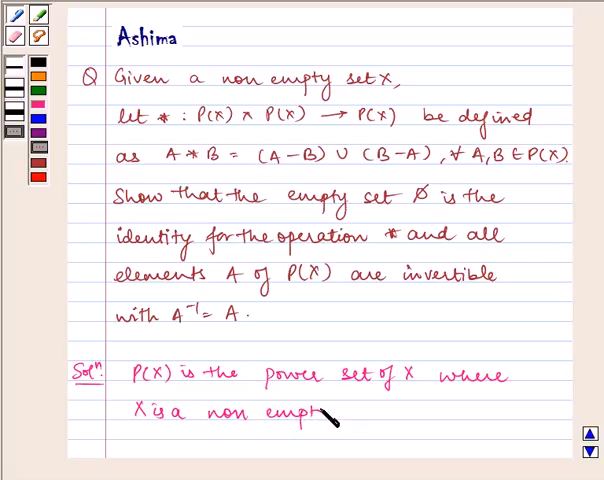 Ashima
Q Given a non empty set X,
let * : P(X) × P(X) → P(X) be defined
as A * B = (A - B) ∪ (B - A), ∀ A, B ∈ P(X).
Show that the empty set ∅ is the
identity for the operation * and all
elements A of P(X) are invertible
with A⁻¹ = A.
Solⁿ: P(X) is the power set of X where
X is a non empt